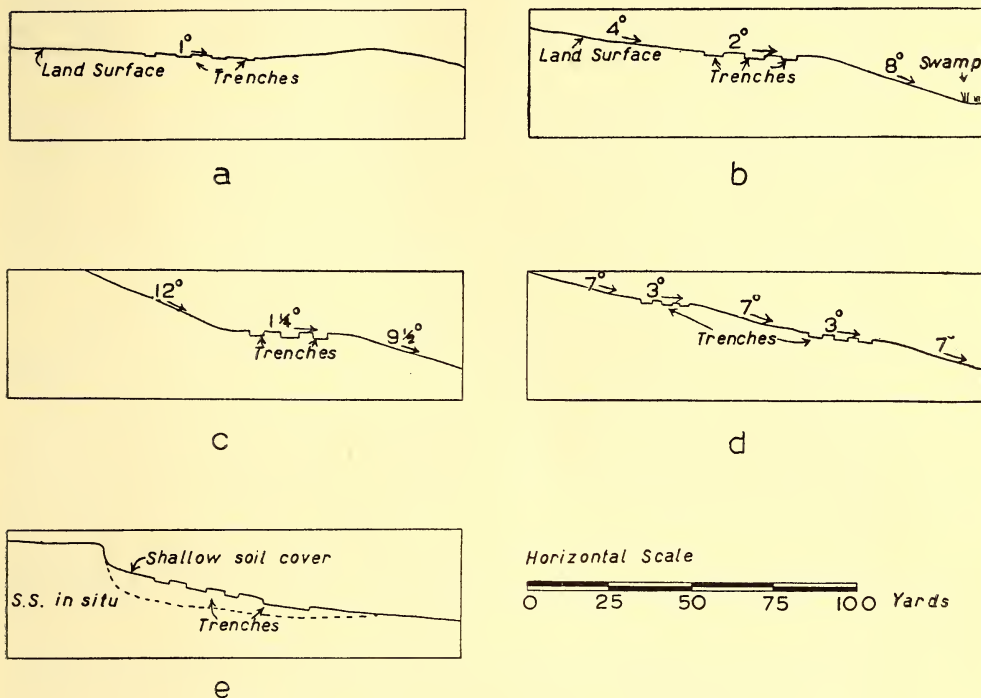 1°
Land Surface
Trenches
a
4°
2°
Land Surface
Trenches
8°
Swamp
b
12°
1¼°
Trenches
9½°
c
7°
3°
7°
3°
Trenches
7°
d
Shallow soil cover
S.S. in situ
Trenches
e
Horizontal Scale
0 25 50 75 100 Yards